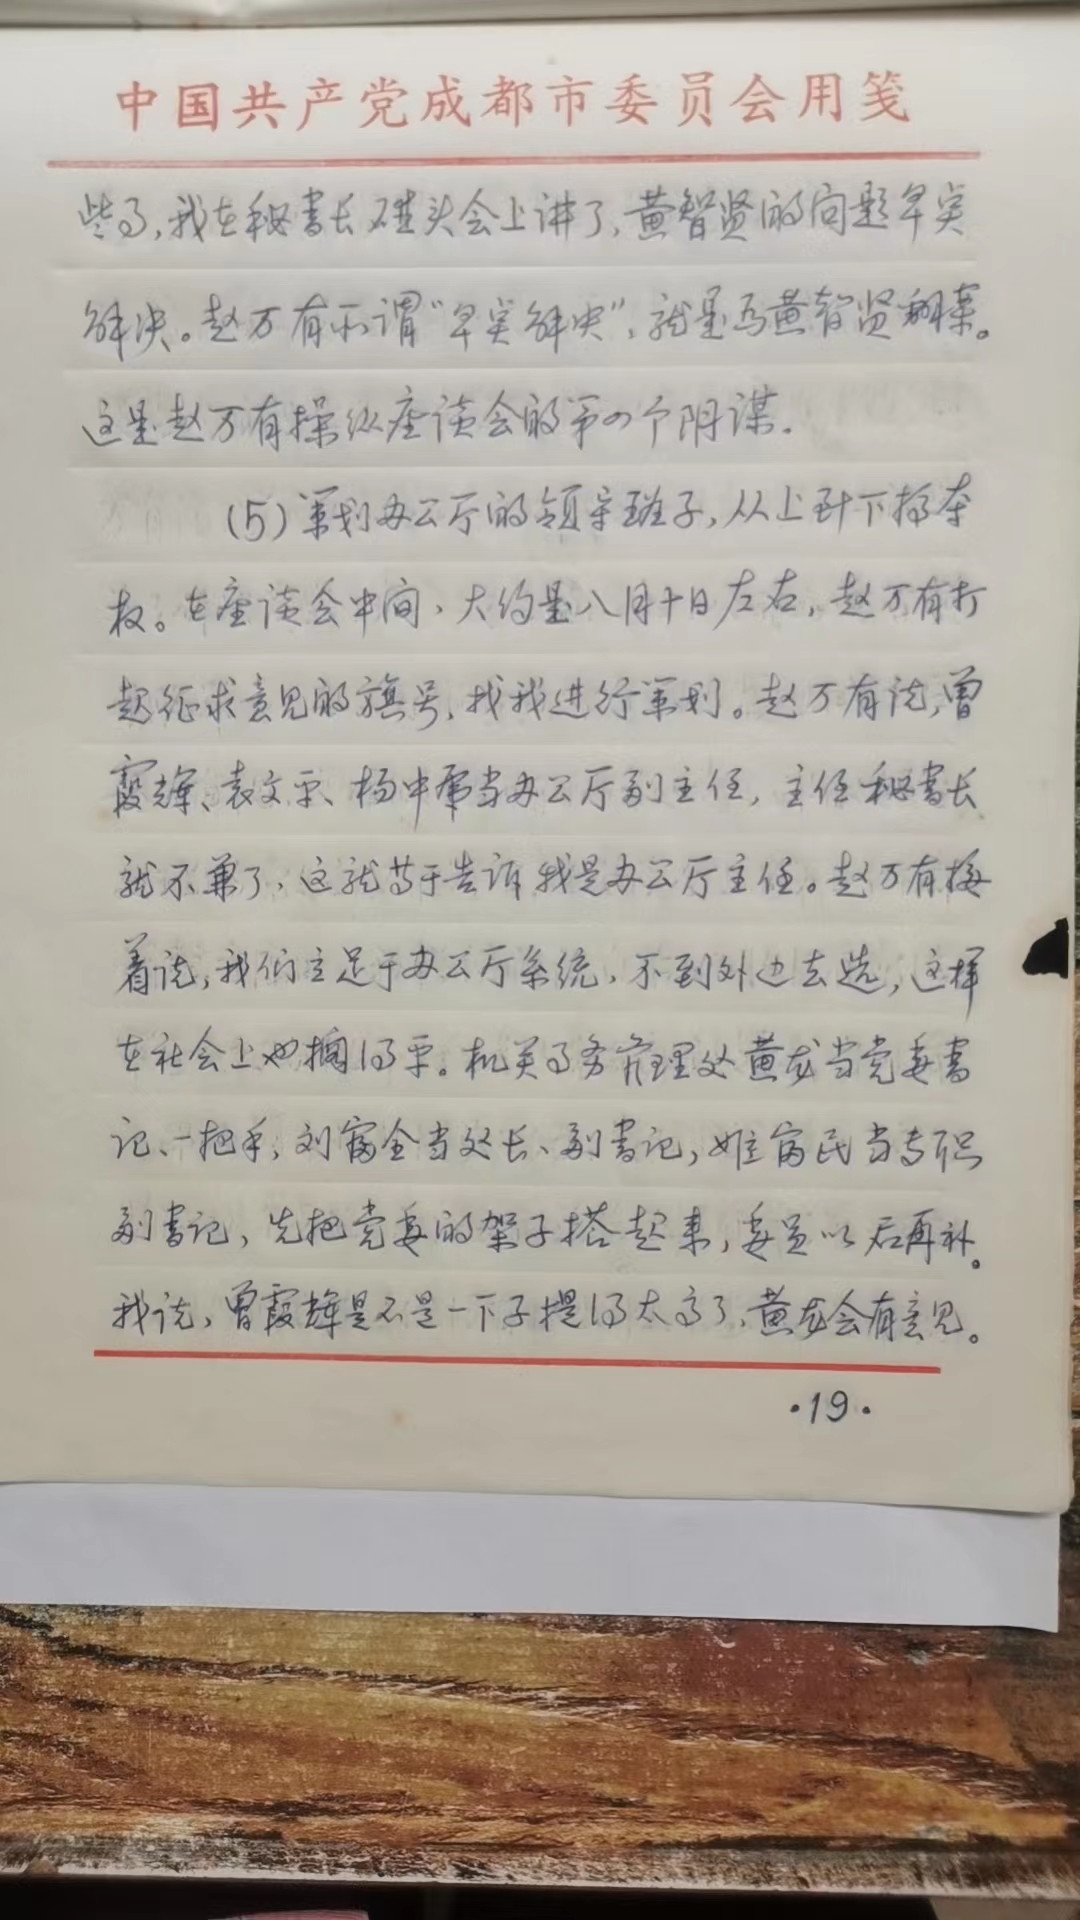 中国共产党成都市委员会用笺
些了,我在秘书长碰头会上讲了,黄智贤的问题早实
解决。赵万有所谓“早实解决”,就是为黄智贤翻案。
这是赵万有操纵座谈会的第四个阴谋.
(5)策划办公厅的领导班子,从上到下搞夺
权。在座谈会中间,大约是八月十日左右,赵万有打
起征求意见的旗号,找我进行策划。赵万有说,曾
霞辉、袁文平、杨中 当办公厅副主任,主任秘书长
就不兼了,这就等于告诉我是办公厅主任。赵万有接
着说,我们立足于办公厅系统,不到外边去选,这样
在社会上也搁得平。机关事务管理处黄龙当党委书
记、一把手,刘富全当处长、副书记, 富民当专职
副书记,先把党委的架子搭起来,委员以后再补。
我说,曾霞辉是不是一下子提得太高了,黄龙会有意见。
·19·